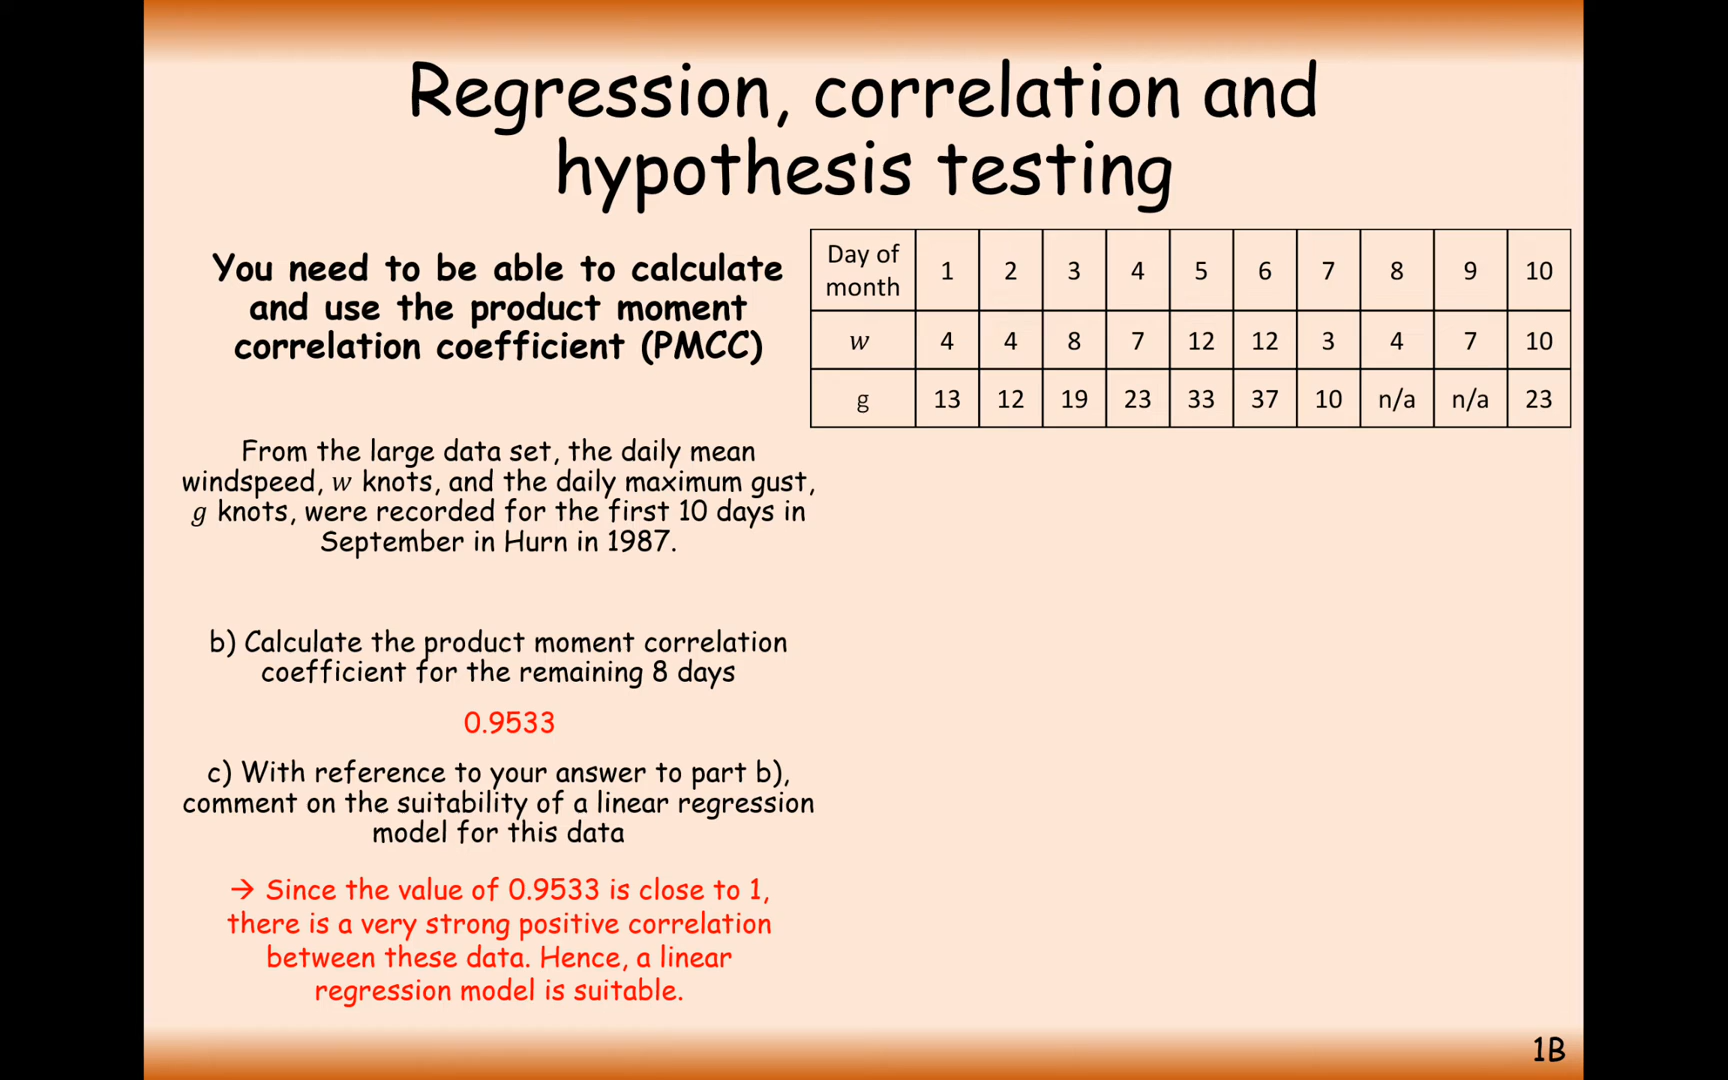 Regression, correlation and
hypothesis testing
You need to be able to calculate
and use the product moment
correlation coefficient (PMCC)
Day of month 1 2 3 4 5 6 7 8 9 10
w 4 4 8 7 12 12 3 4 7 10
g 13 12 19 23 33 37 10 n/a n/a 23
From the large data set, the daily mean
windspeed, w knots, and the daily maximum gust,
g knots, were recorded for the first 10 days in
September in Hurn in 1987.
b) Calculate the product moment correlation
coefficient for the remaining 8 days
0.9533
c) With reference to your answer to part b),
comment on the suitability of a linear regression
model for this data
→ Since the value of 0.9533 is close to 1,
there is a very strong positive correlation
between these data. Hence, a linear
regression model is suitable.
1B